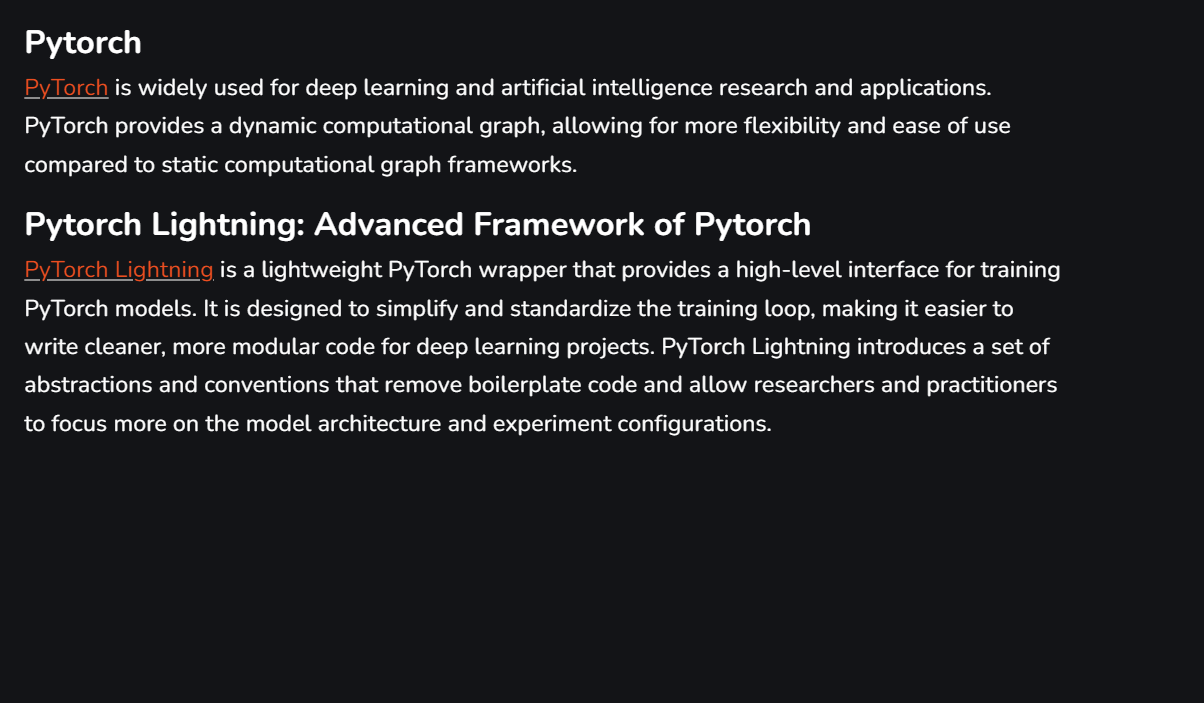 Pytorch
PyTorch is widely used for deep learning and artificial intelligence research and applications.
PyTorch provides a dynamic computational graph, allowing for more flexibility and ease of use
compared to static computational graph frameworks.
Pytorch Lightning: Advanced Framework of Pytorch
PyTorch Lightning is a lightweight PyTorch wrapper that provides a high-level interface for training
PyTorch models. It is designed to simplify and standardize the training loop, making it easier to
write cleaner, more modular code for deep learning projects. PyTorch Lightning introduces a set of
abstractions and conventions that remove boilerplate code and allow researchers and practitioners
to focus more on the model architecture and experiment configurations.